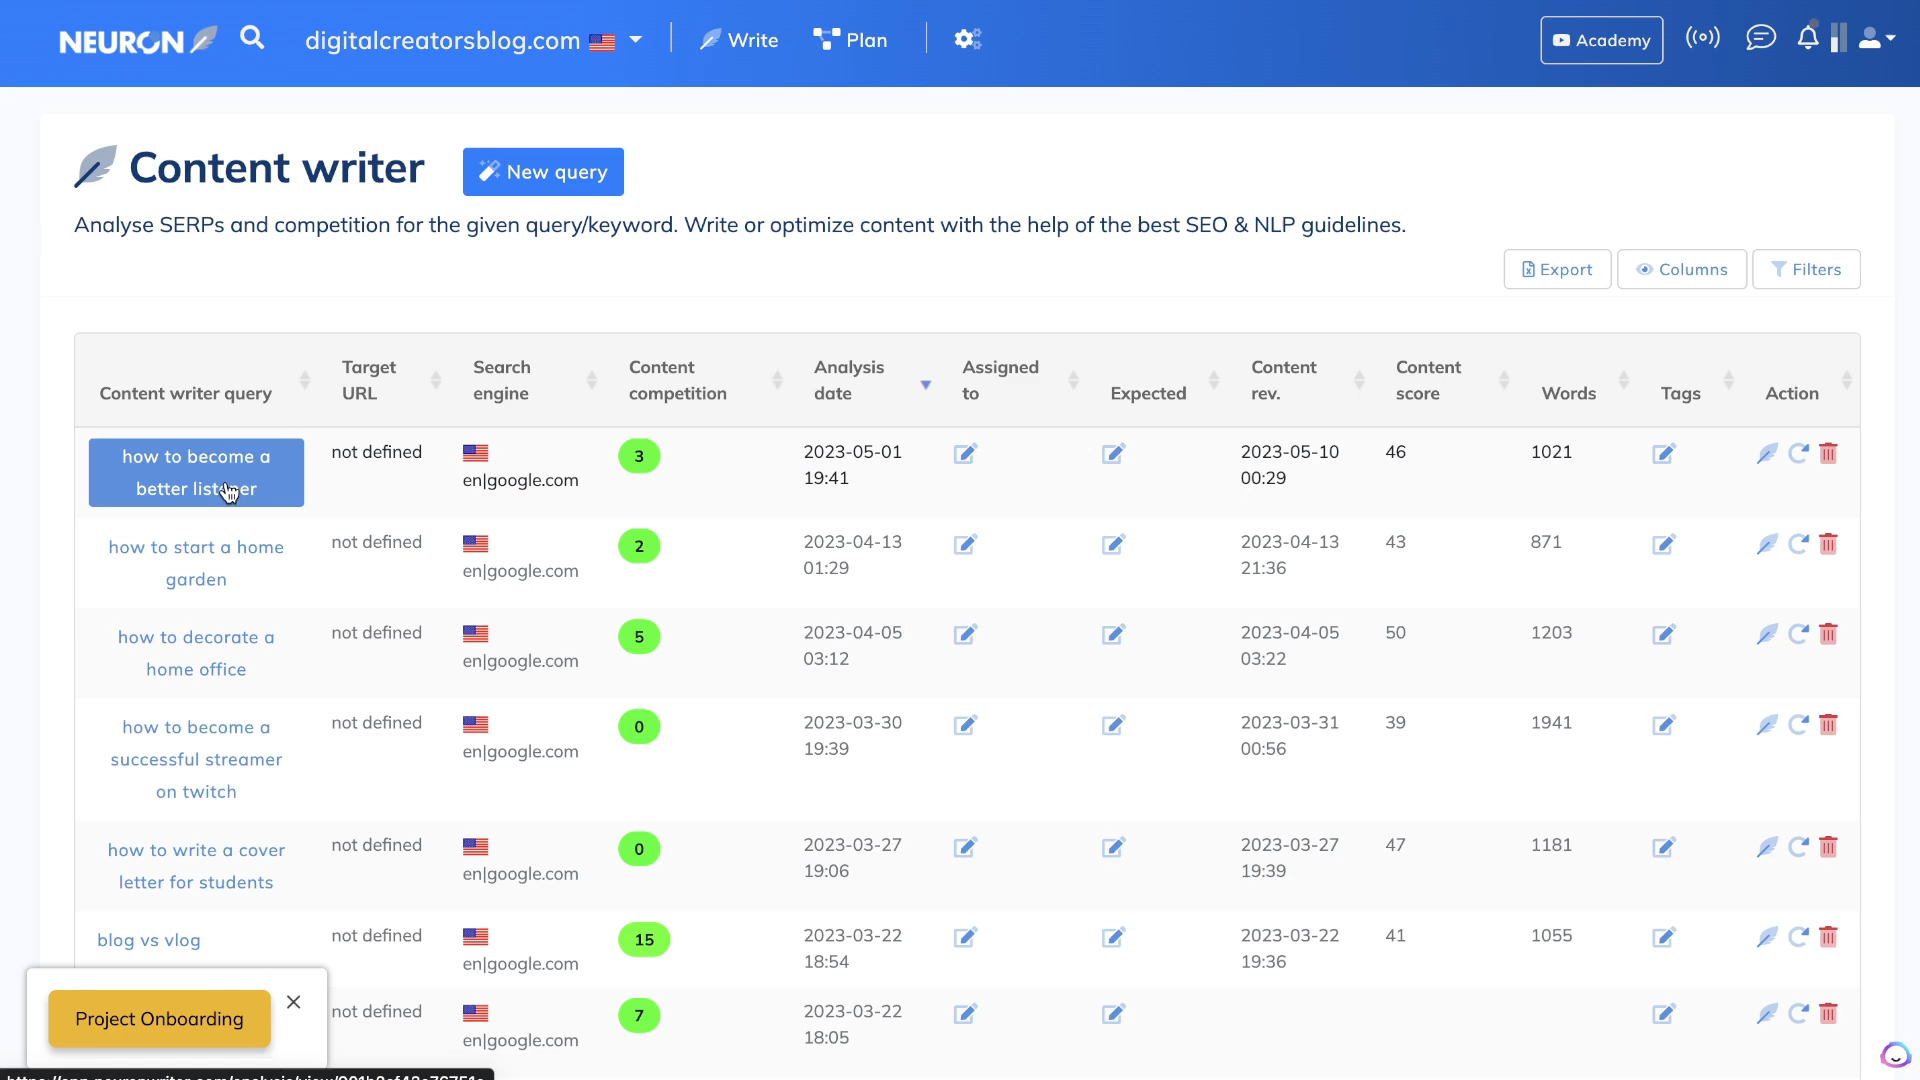 NEURON
digitalcreatorsblog.com
Write
Plan
Academy
Content writer
New query
Analyse SERPs and competition for the given query/keyword. Write or optimize content with the help of the best SEO & NLP guidelines.
Export
Columns
Filters
Content writer query
Target URL
Search engine
Content competition
Analysis date
Assigned to
Expected
Content rev.
Content score
Words
Tags
Action
how to become a
better listener
not defined
en|google.com
3
2023-05-01
19:41
2023-05-10
00:29
46
1021
how to start a home
garden
not defined
en|google.com
2
2023-04-13
01:29
2023-04-13
21:36
43
871
how to decorate a
home office
not defined
en|google.com
5
2023-04-05
03:12
2023-04-05
03:22
50
1203
how to become a
successful streamer
on twitch
not defined
en|google.com
0
2023-03-30
19:39
2023-03-31
00:56
39
1941
how to write a cover
letter for students
not defined
en|google.com
0
2023-03-27
19:06
2023-03-27
19:39
47
1181
blog vs vlog
not defined
en|google.com
15
2023-03-22
18:54
2023-03-22
19:36
41
1055
not defined
en|google.com
7
2023-03-22
18:05
Project Onboarding